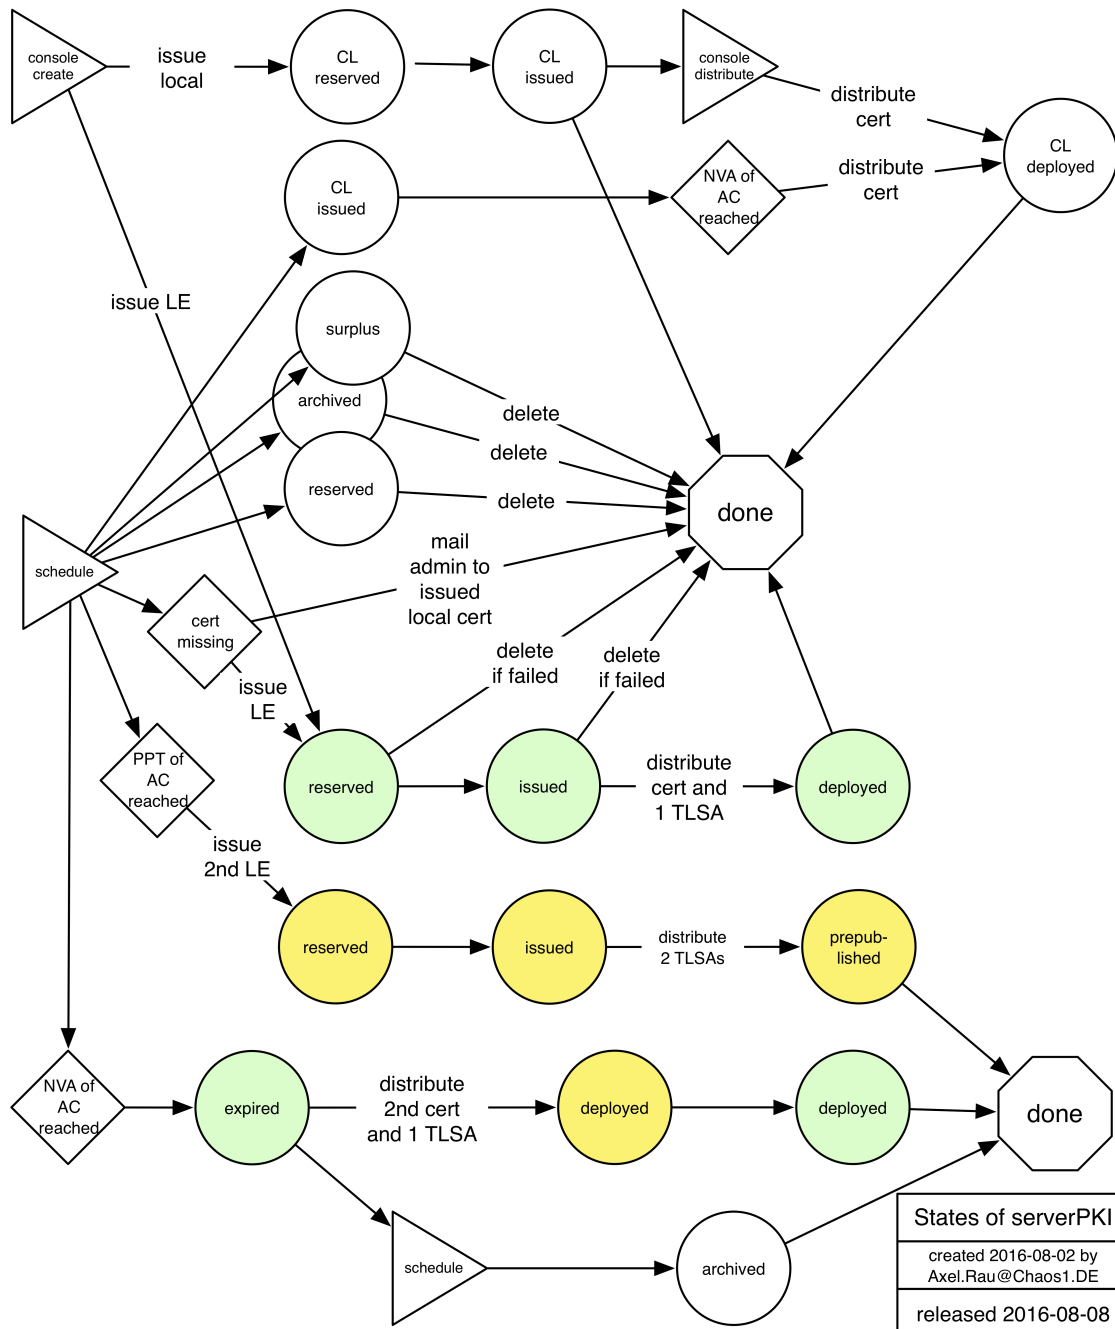 console
create
issue
local
CL
reserved
CL
issued
console
distribute
distribute
cert
CL
deployed
CL
issued
NVA of
AC
reached
distribute
cert
issue LE
surplus
archived
reserved
delete
delete
delete
done
schedule
cert
missing
mail
admin to
issued
local cert
issue
LE
delete
if failed
delete
if failed
PPT of
AC
reached
reserved
issued
distribute
cert and
1 TLSA
deployed
issue
2nd LE
reserved
issued
distribute
2 TLSAs
prepub-
lished
NVA of
AC
reached
expired
distribute
2nd cert
and 1 TLSA
deployed
deployed
done
schedule
archived
States of serverPKI
created 2016-08-02 by
Axel.Rau@Chaos1.DE
released 2016-08-08